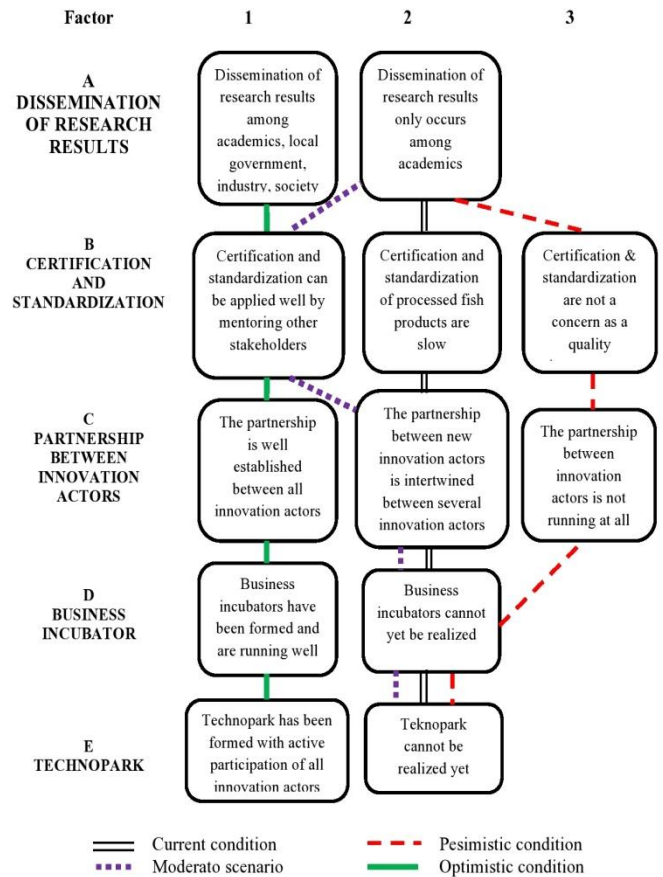 Factor
1
2
3
A
DISSEMINATION
OF RESEARCH
RESULTS
Dissemination of
research results
among
academics, local
government,
industry, society
Dissemination of
research results
only occurs
among
academics
B
CERTIFICATION
AND
STANDARDIZATION
Certification and
standardization can
be applied well by
mentoring other
stakeholders
Certification and
standardization
of processed fish
products are
slow
Certification &
standardization
are not a
concern as a
quality
C
PARTNERSHIP
BETWEEN
INNOVATION
ACTORS
The partnership
is well
established
between all
innovation actors
The
partnership
between new
innovation actors
is intertwined
between several
innovation actors
The
partnership
between
innovation
actors is not
running at all
D
BUSINESS
INCUBATOR
Business
incubators have
been formed and
are running well
Business
incubators cannot
yet be realized
E
TECHNOPARK
Technopark has been
formed with active
participation of all
innovation actors
Teknopark
cannot be
realized yet
Current condition
Pesimistic condition
Moderato scenario
Optimistic condition